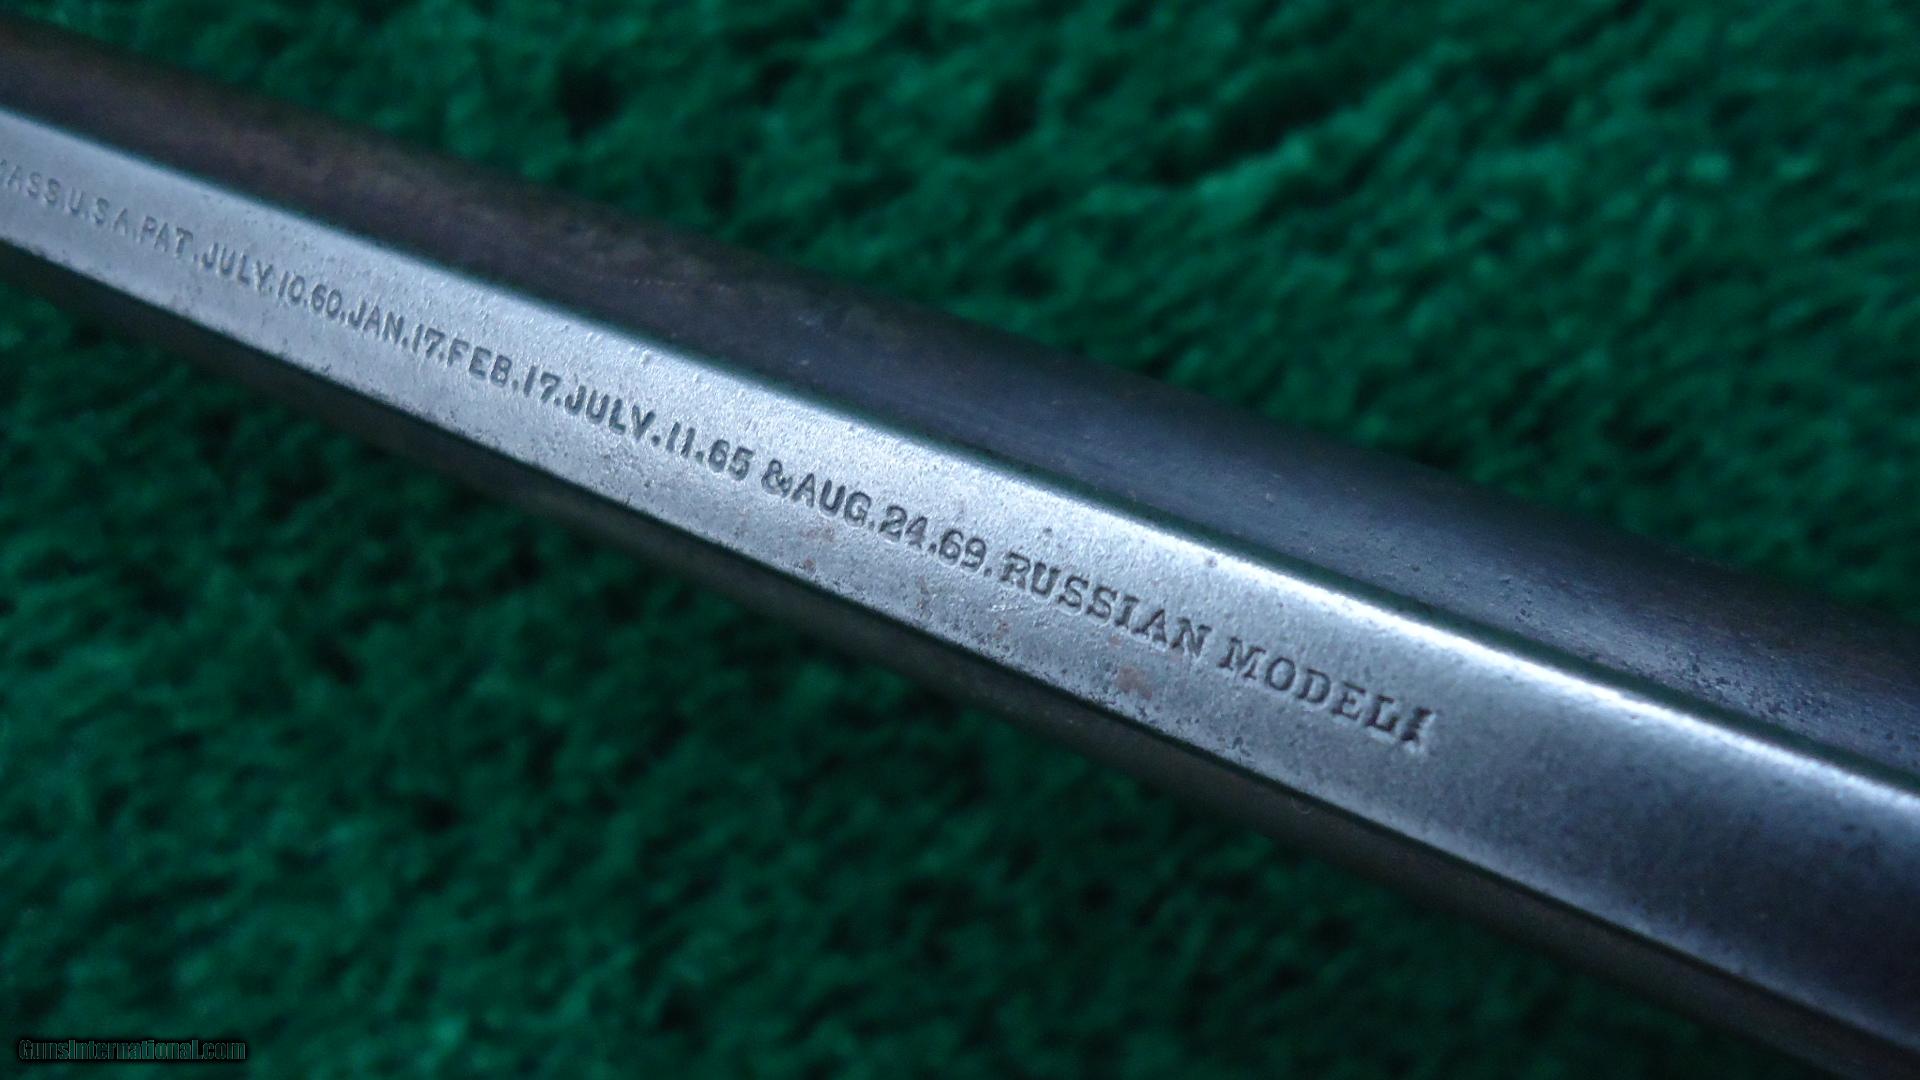 MASS.U.S.A.PAT.JULY.10.60.JAN.17.FEB.17.JULY.11.65 &AUG.24.69. RUSSIAN MODEL
GunsInternational.com